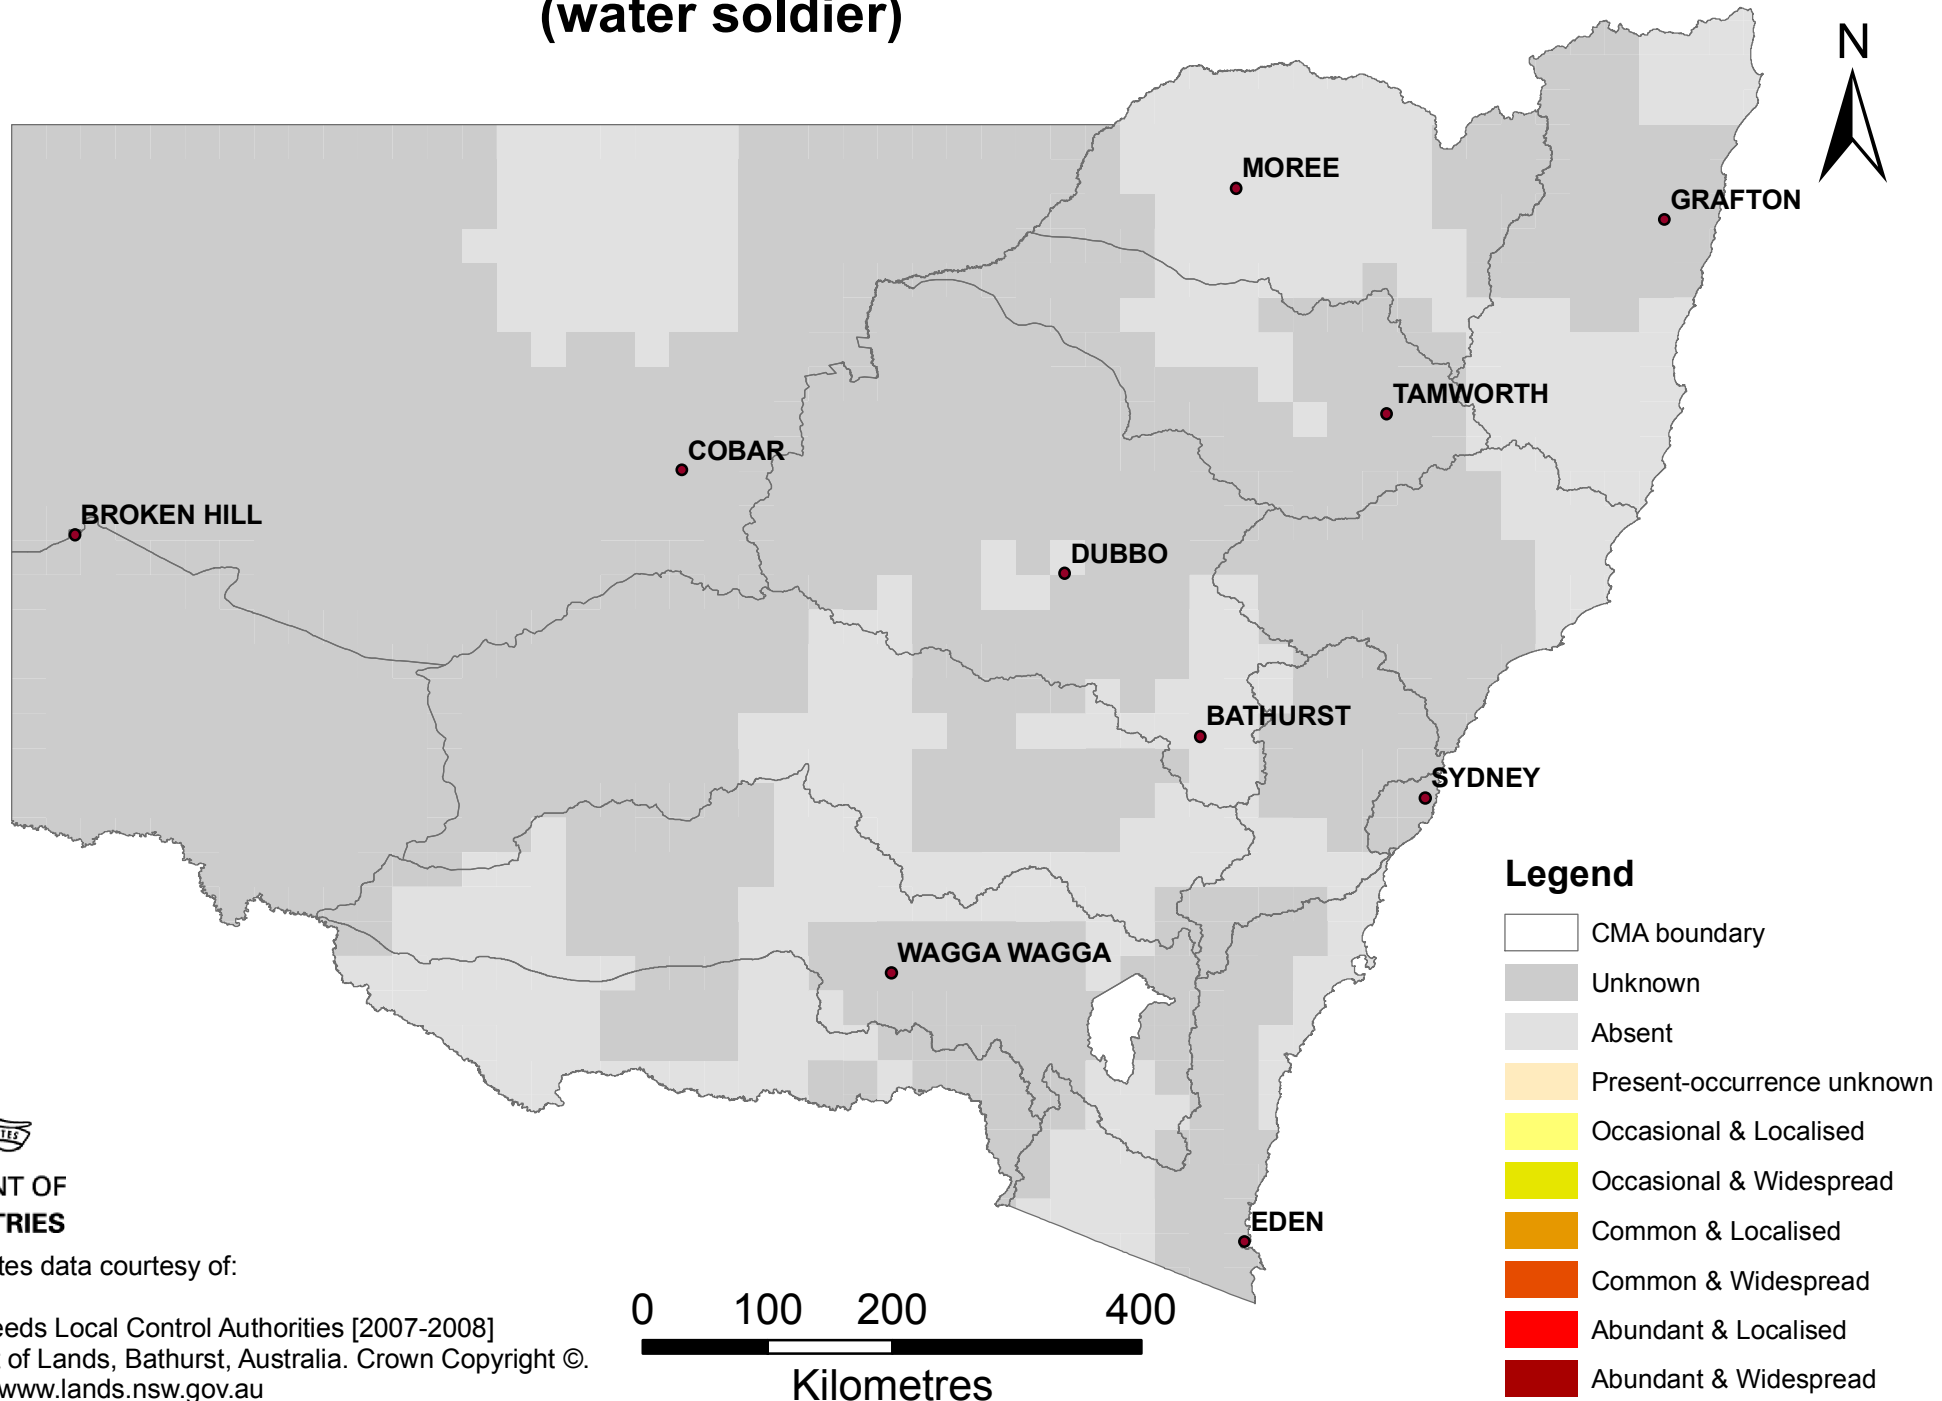 (water soldier)
N
MOREE
GRAFTON
TAMWORTH
COBAR
BROKEN HILL
DUBBO
BATHURST
SYDNEY
WAGGA WAGGA
EDEN
Legend
CMA boundary
Unknown
Absent
Present-occurrence unknown
Occasional & Localised
Occasional & Widespread
Common & Localised
Common & Widespread
Abundant & Localised
Abundant & Widespread
NT OF
TRIES
tes data courtesy of:
eeds Local Control Authorities [2007-2008]
t of Lands, Bathurst, Australia. Crown Copyright ©.
www.lands.nsw.gov.au
0 100 200 400
Kilometres